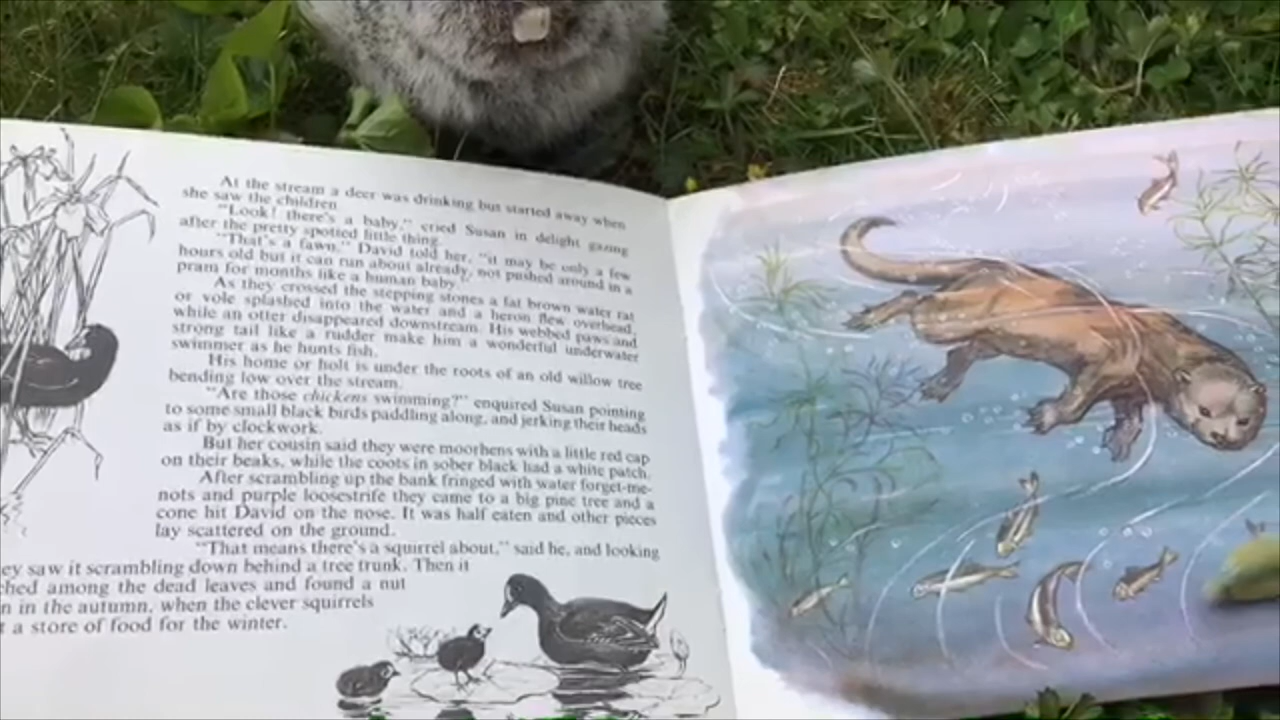 At the stream a deer was drinking but started away when
she saw the children.
"Look! there's a baby," cried Susan in delight gazing
after the pretty spotted little thing.
"That's a fawn," David told her, "it may be only a few
hours old but it can run about already, not pushed around in a
pram for months like a human baby."
As they crossed the stepping stones a fat brown water rat
or vole splashed into the water and a heron flew overhead,
while an otter disappeared downstream. His webbed paws and
strong tail like a rudder make him a wonderful underwater
swimmer as he hunts fish.
His home or holt is under the roots of an old willow tree
bending low over the stream.
"Are those chickens swimming?" enquired Susan pointing
to some small black birds paddling along, and jerking their heads
as if by clockwork.
But her cousin said they were moorhens with a little red cap
on their beaks, while the coots in sober black had a white patch.
After scrambling up the bank fringed with water forget-me-
nots and purple loosestrife they came to a big pine tree and a
cone hit David on the nose. It was half eaten and other pieces
lay scattered on the ground.
"That means there's a squirrel about," said he, and looking
ey saw it scrambling down behind a tree trunk. Then it
ched among the dead leaves and found a nut
n in the autumn, when the clever squirrels
t a store of food for the winter.